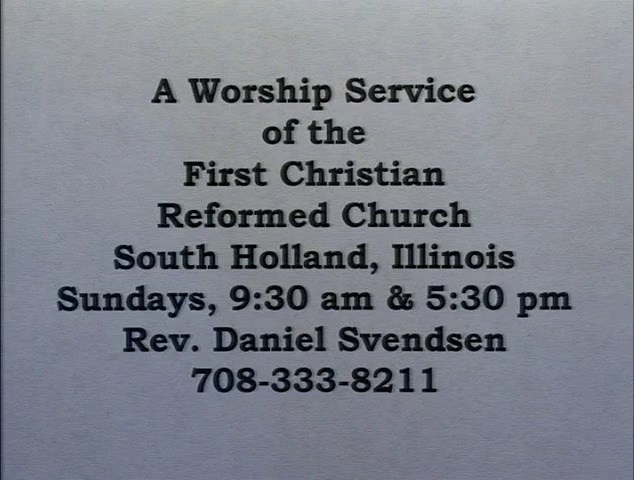 A Worship Service
of the
First Christian
Reformed Church
South Holland, Illinois
Sundays, 9:30 am & 5:30 pm
Rev. Daniel Svendsen
708-333-8211